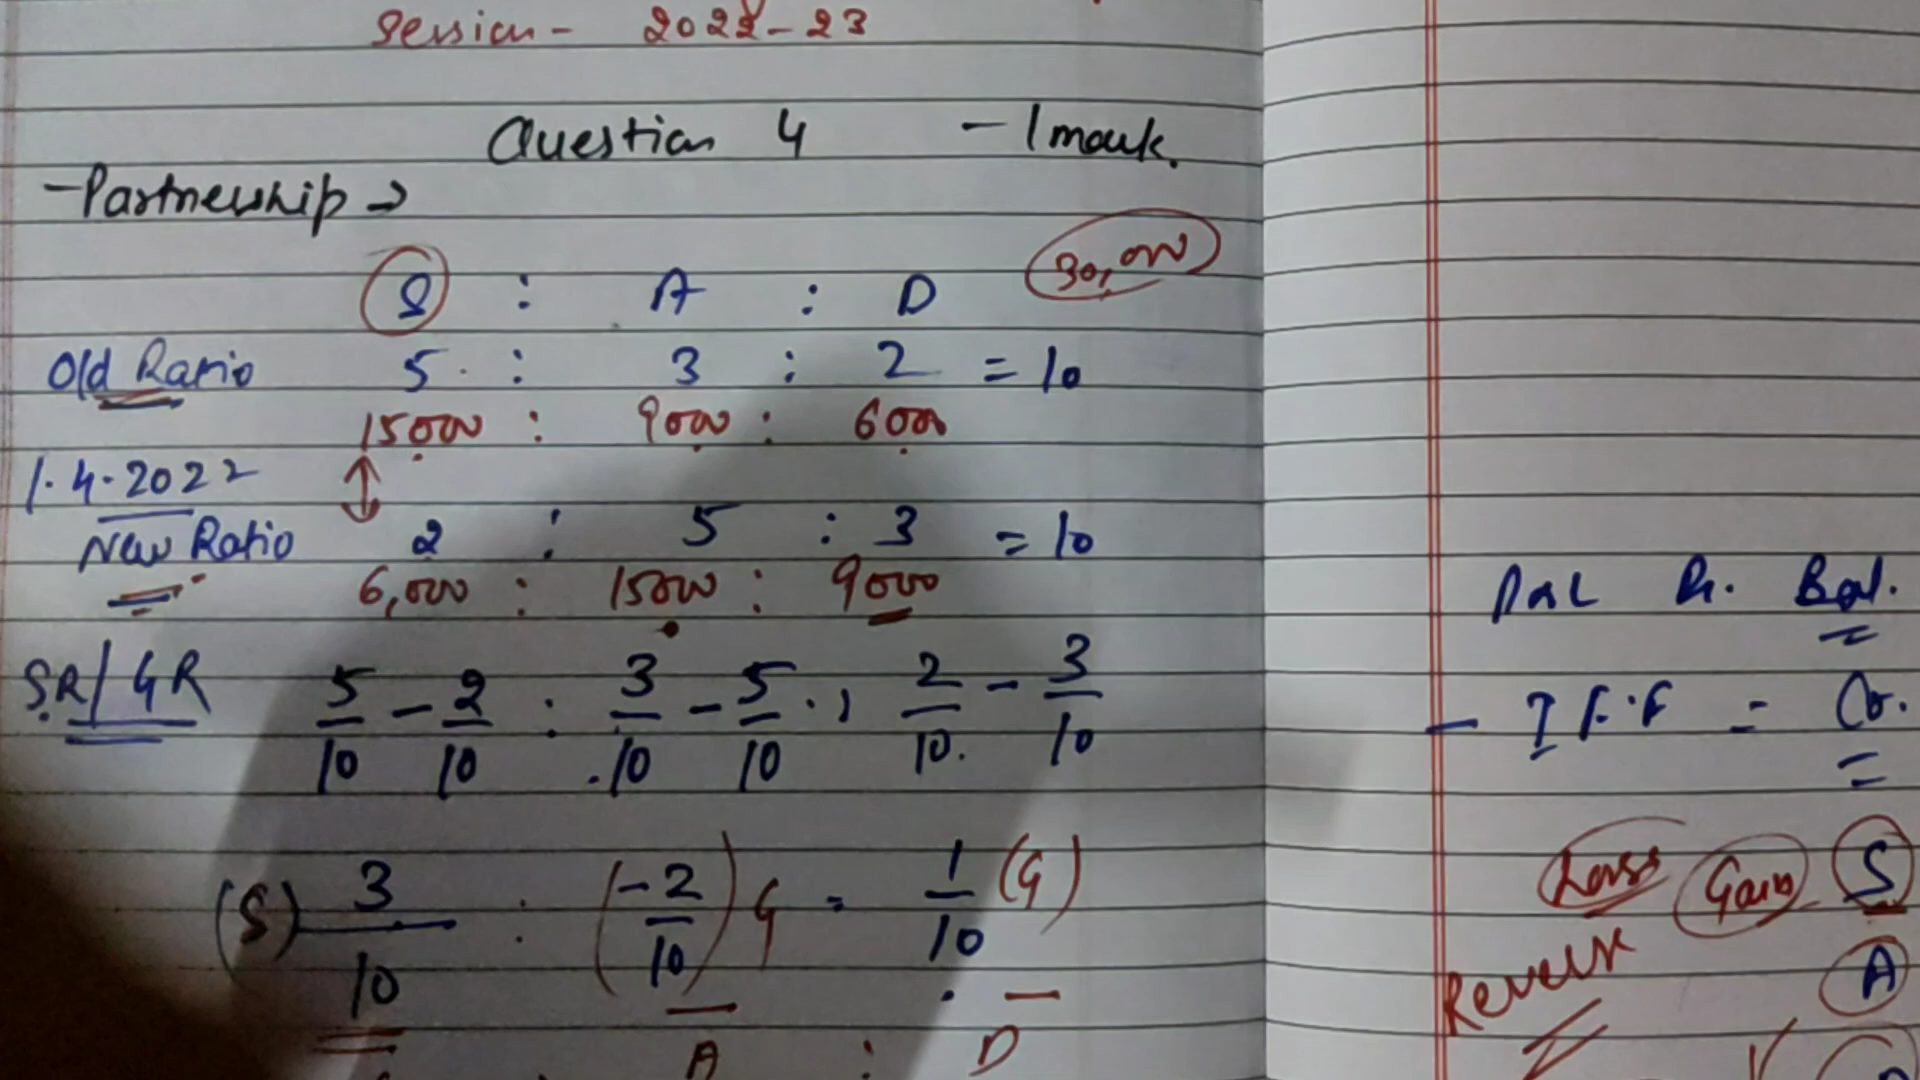 Session - 2022-23
Question 4 - 1 mark.
- Partnership →
S : A : D 30,000
Old Ratio 5 : 3 : 2 = 10
15000 : 9000 : 6000
1.4.2022
New Ratio 2 : 5 : 3 = 10
6,000 : 15000 : 9000
S.R/GR 5/10 - 2/10 : 3/10 - 5/10 : 2/10 - 3/10
(S) 3/10 : (-2/10) G = 1/10 (G)
A : D
Dr. Bal.
- I F.F = Cr.
Loss Gain S
Reverse A